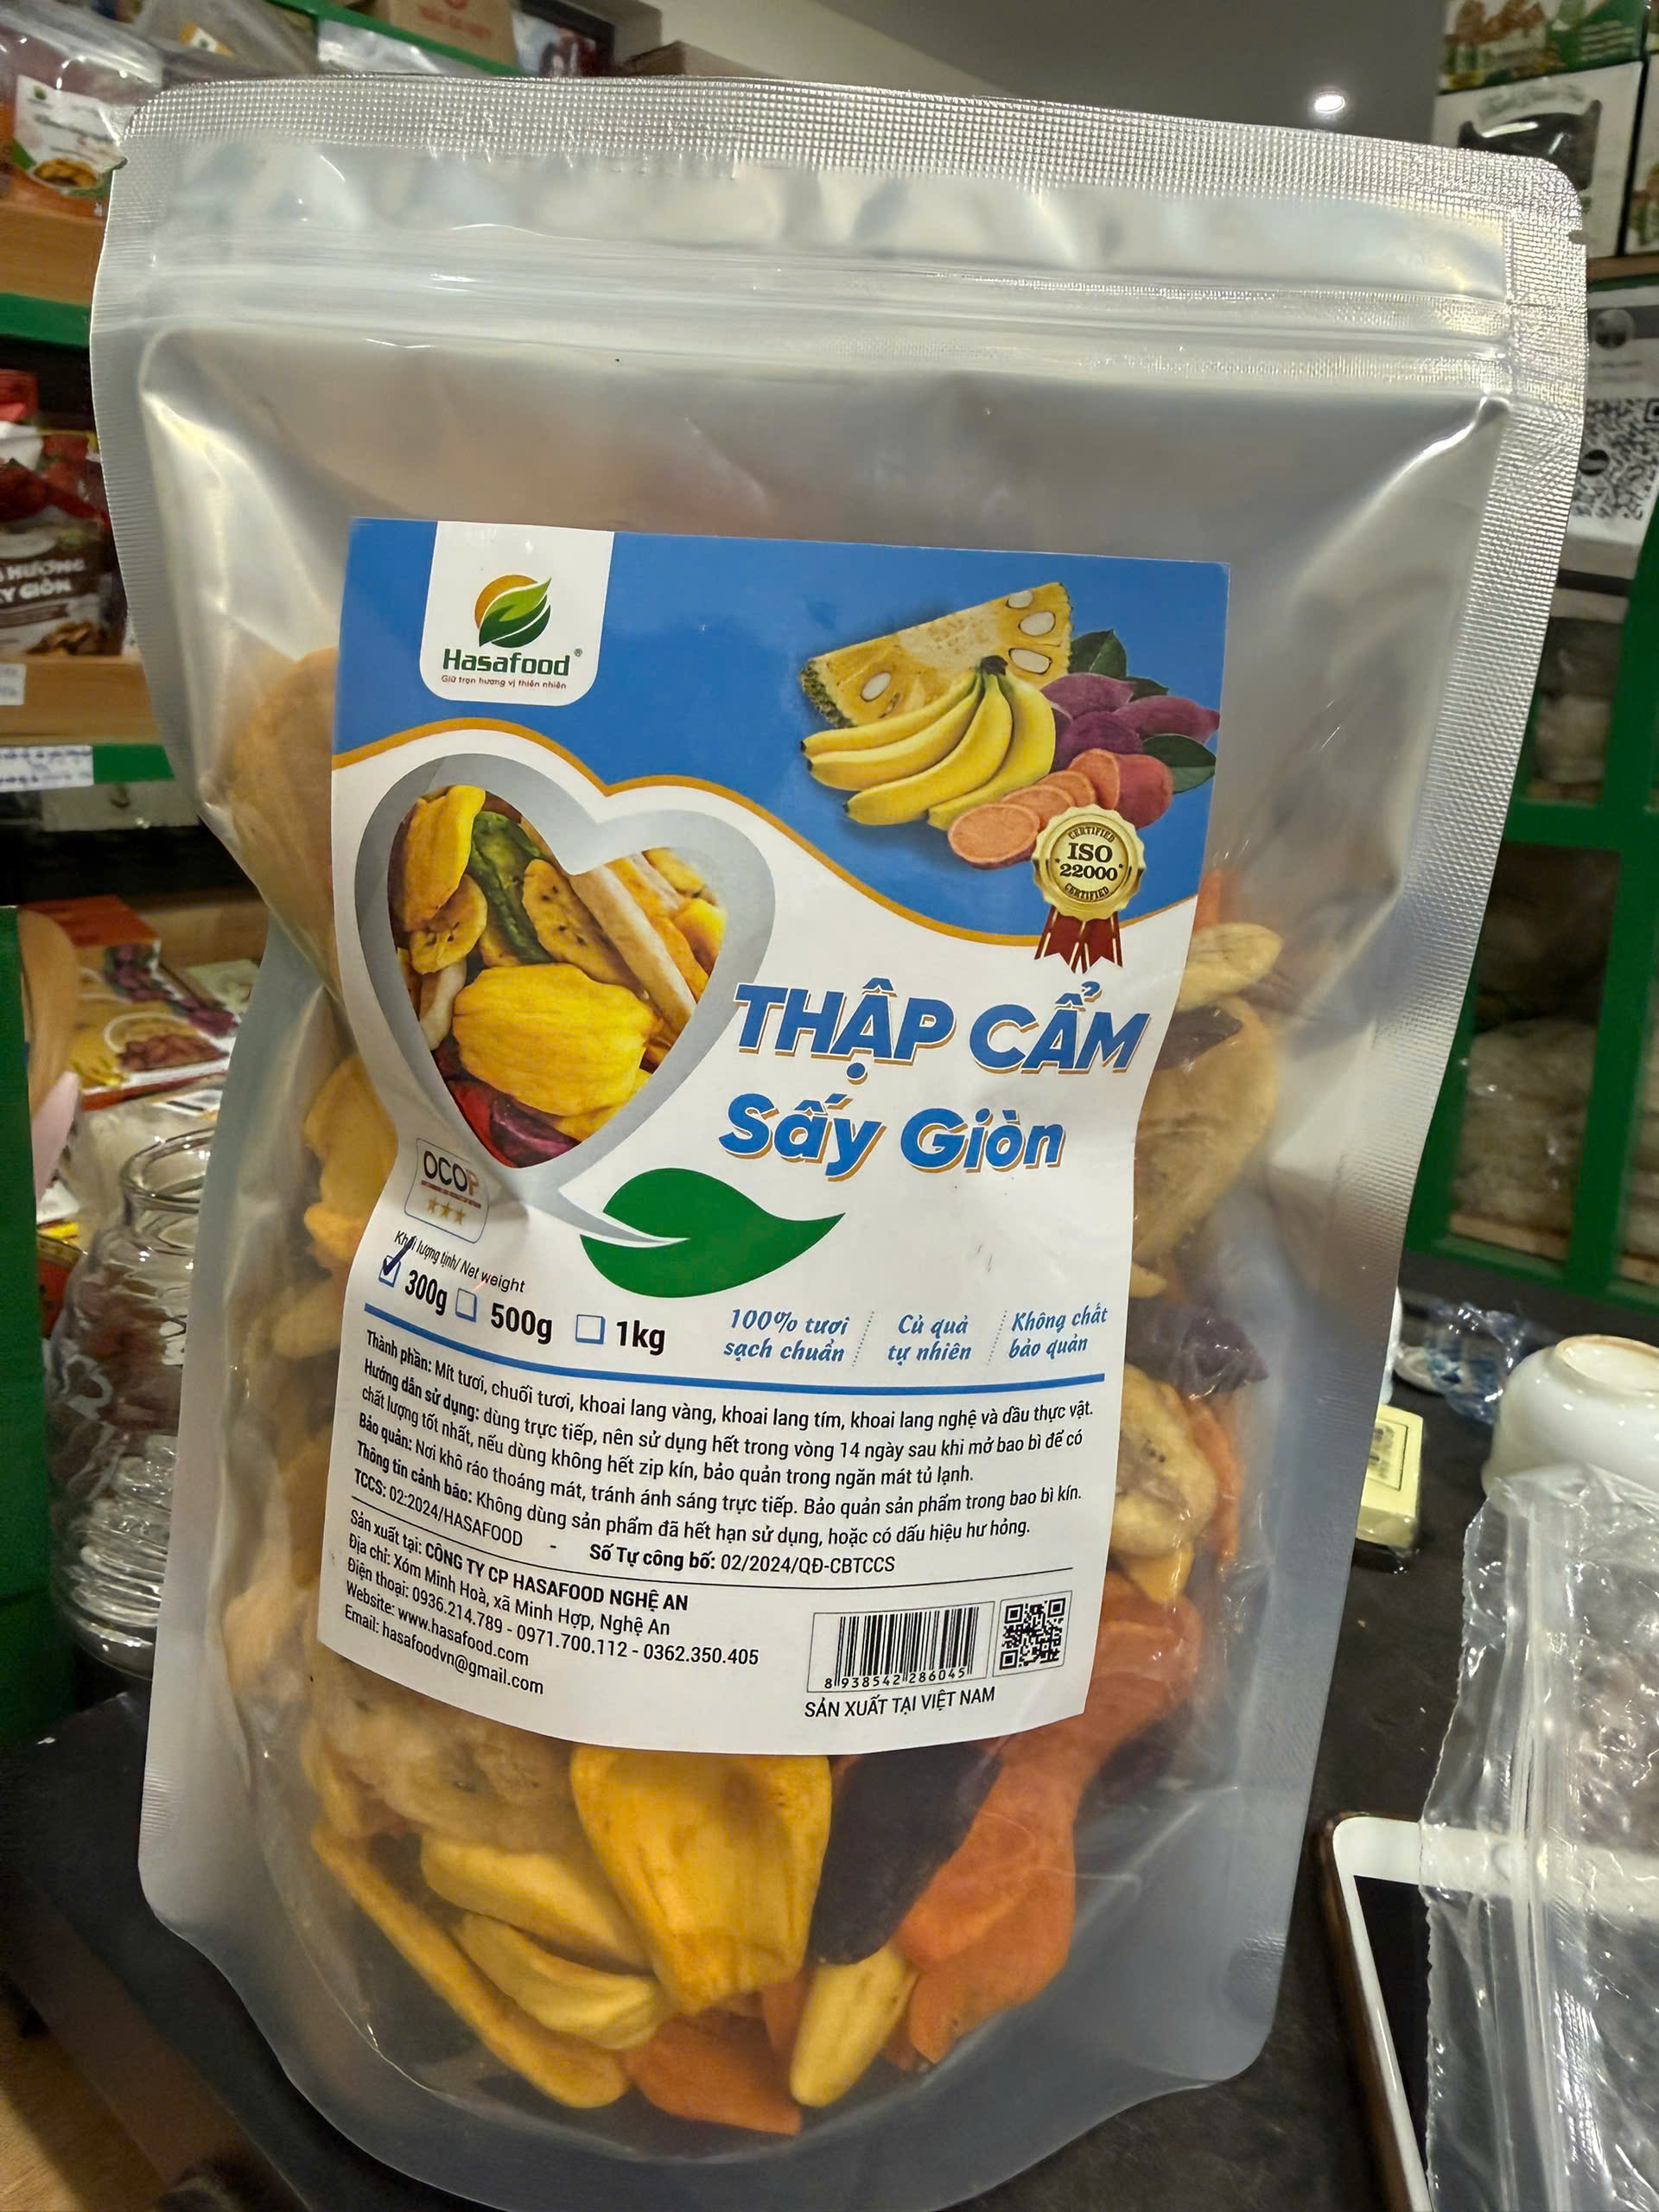 Hasafood®
Giữ trọn hương vị thiên nhiên
CERTIFIED
ISO
22000
CERTIFIED
THẬP CẨM
Sấy Giòn
OCOP
Khối lượng tịnh/ Net weight
300g 500g 1kg
100% tươi sạch chuẩn
Củ quả tự nhiên
Không chất bảo quản
Thành phần: Mít tươi, chuối tươi, khoai lang vàng, khoai lang tím, khoai lang nghệ và dầu thực vật.
Hướng dẫn sử dụng: dùng trực tiếp, nên sử dụng hết trong vòng 14 ngày sau khi mở bao bì để có
chất lượng tốt nhất, nếu dùng không hết zip kín, bảo quản trong ngăn mát tủ lạnh.
Bảo quản: Nơi khô ráo thoáng mát, tránh ánh sáng trực tiếp. Bảo quản sản phẩm trong bao bì kín.
Thông tin cảnh báo: Không dùng sản phẩm đã hết hạn sử dụng, hoặc có dấu hiệu hư hỏng.
TCCS: 02:2024/HASAFOOD - Số Tự công bố: 02/2024/QĐ-CBTCCS
Sản xuất tại: CÔNG TY CP HASAFOOD NGHỆ AN
Địa chỉ: Xóm Minh Hoà, xã Minh Hợp, Nghệ An
Điện thoại: 0936.214.789 - 0971.700.112 - 0362.350.405
Website: www.hasafood.com
Email: hasafoodvn@gmail.com
8 938542 286045
SẢN XUẤT TẠI VIỆT NAM
HƯƠNG
Y GIÒN